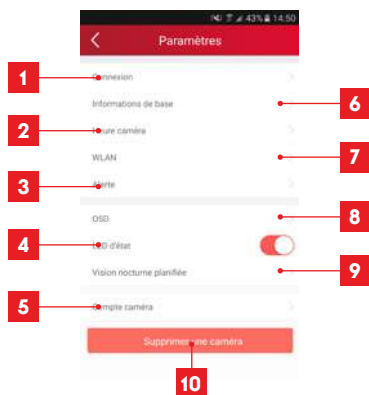 43% 14:50
Paramètres
1 Connexion
Informations de base 6
2 Heure caméra
WLAN 7
3 Alerte
OSD 8
4 LED d'état
Vision nocturne planifiée 9
5 Compte caméra
Supprimer une caméra
10